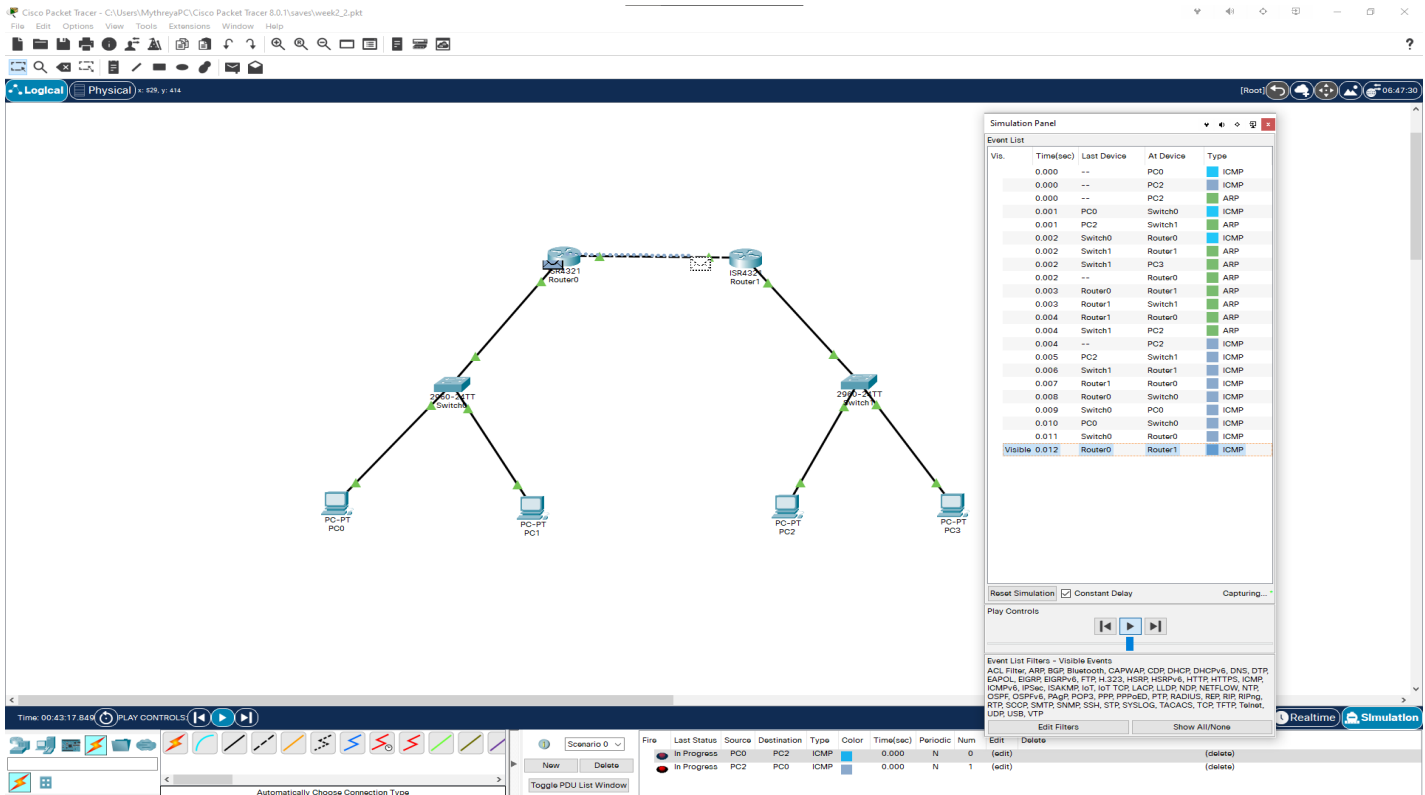 Cisco Packet Tracer - C:\Users\MythreyaPC\Cisco Packet Tracer 8.0.1\saves\week2_2.pkt
File Edit Options View Tools Extensions Window Help
?
Logical Physical x: 529, y: 414 [Root] 06:47:30
Simulation Panel
Event List
Vis. Time(sec) Last Device At Device Type
0.000 -- PC0 ICMP
0.000 -- PC2 ICMP
0.000 -- PC2 ARP
0.001 PC0 Switch0 ICMP
0.001 PC2 Switch1 ARP
0.002 Switch0 Router0 ICMP
0.002 Switch1 Router1 ARP
0.002 Switch1 PC3 ARP
0.002 -- Router0 ARP
0.003 Router0 Router1 ARP
0.003 Router1 Switch1 ARP
0.004 Router1 Router0 ARP
0.004 Switch1 PC2 ARP
0.004 -- PC2 ICMP
0.005 PC2 Switch1 ICMP
0.006 Switch1 Router1 ICMP
0.007 Router1 Router0 ICMP
0.008 Router0 Switch0 ICMP
0.009 Switch0 PC0 ICMP
0.010 PC0 Switch0 ICMP
0.011 Switch0 Router0 ICMP
Visible 0.012 Router0 Router1 ICMP
ISR4321
Router0
ISR4321
Router1
2960-24TT
Switch0
2960-24TT
Switch1
PC-PT
PC0
PC-PT
PC1
PC-PT
PC2
PC-PT
PC3
Reset Simulation Constant Delay Capturing...
Play Controls
Event List Filters - Visible Events
ACL Filter, ARP, BGP, Bluetooth, CAPWAP, CDP, DHCP, DHCPv6, DNS, DTP,
EAPOL, EIGRP, EIGRPv6, FTP, H.323, HSRP, HSRPv6, HTTP, HTTPS, ICMP,
ICMPv6, IPSec, ISAKMP, IoT, IoT TCP, LACP, LLDP, NDP, NETFLOW, NTP,
OSPF, OSPFv6, PAgP, POP3, PPP, PPPoED, PTP, RADIUS, REP, RIP, RIPng,
RTP, SCCP, SMTP, SNMP, SSH, STP, SYSLOG, TACACS, TCP, TFTP, Telnet,
UDP, USB, VTP
Edit Filters Show All/None
Time: 00:43:17.849 PLAY CONTROLS: Realtime Simulation
Scenario 0
New Delete
Toggle PDU List Window
Fire Last Status Source Destination Type Color Time(sec) Periodic Num Edit Delete
In Progress PC0 PC2 ICMP 0.000 N 0 (edit) (delete)
In Progress PC2 PC0 ICMP 0.000 N 1 (edit) (delete)
Automatically Choose Connection Type